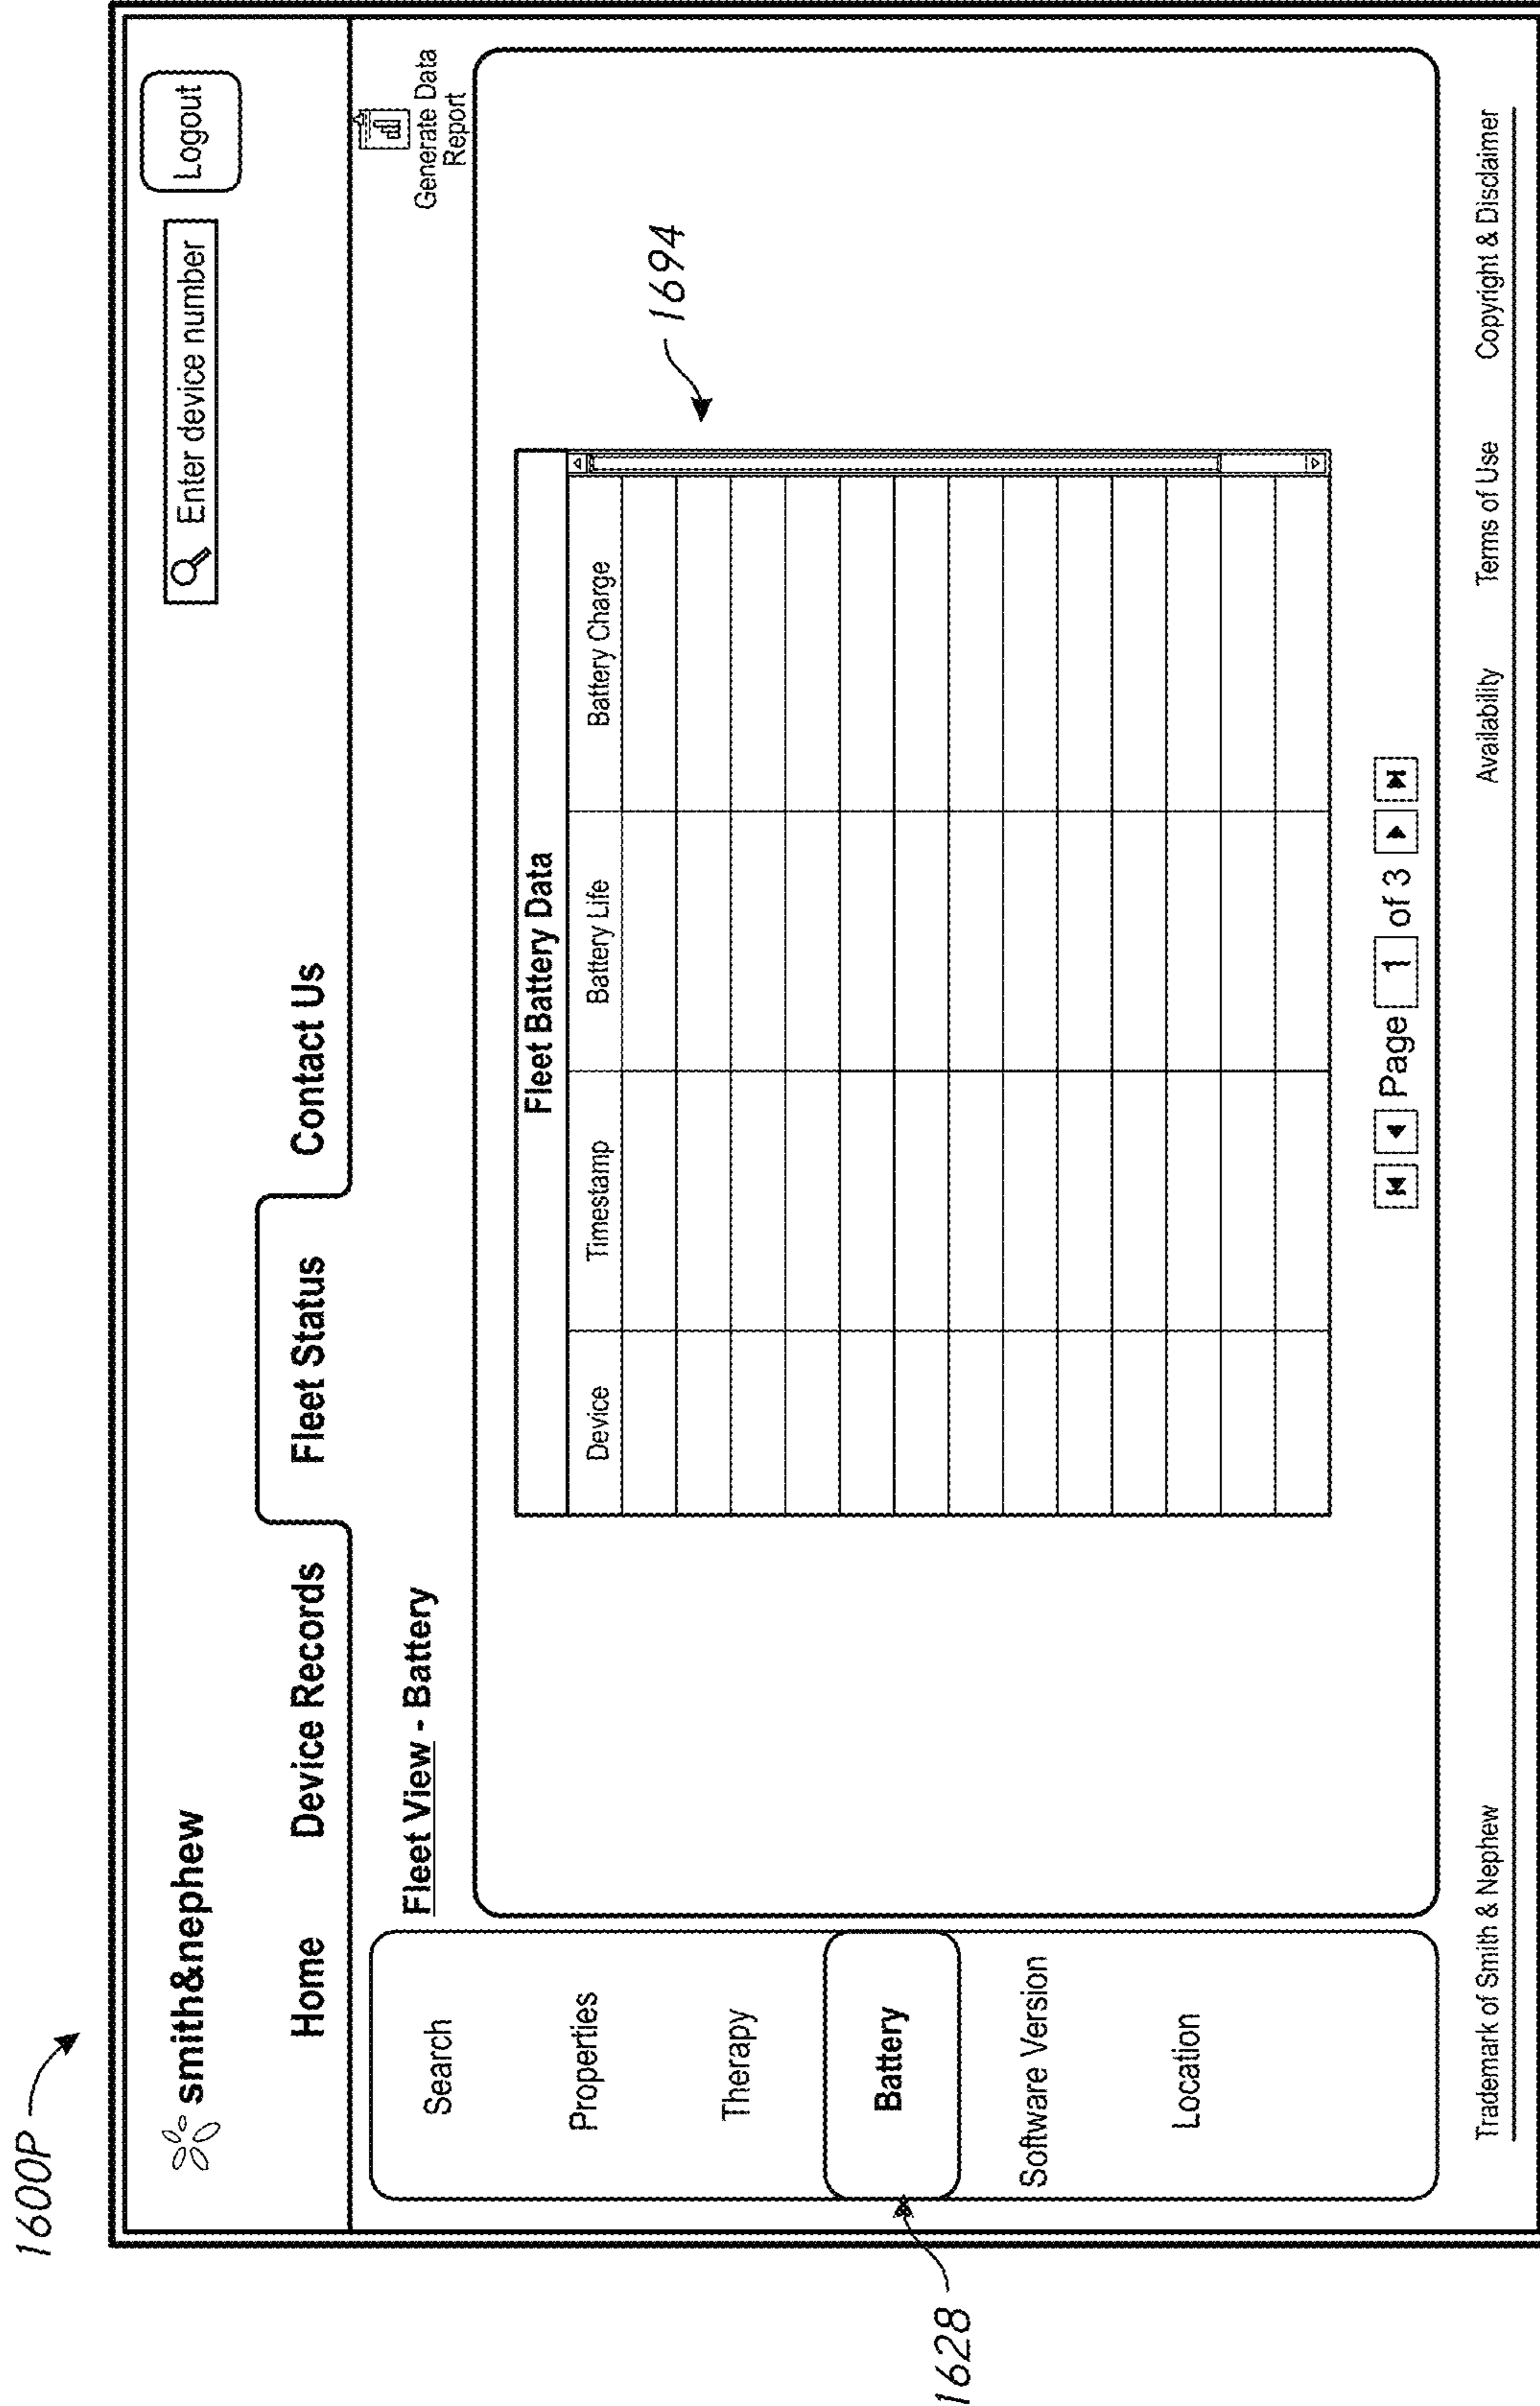 1600P
smith&nephew
Enter device number
Logout
Home Device Records Fleet Status Contact Us
Fleet View - Battery
Generate Data
Report
Search
Properties
Therapy
Battery
Software Version
Location
1628
Fleet Battery Data
Device Timestamp Battery Life Battery Charge
1694
Page 1 of 3
Trademark of Smith & Nephew Availability Terms of Use Copyright & Disclaimer